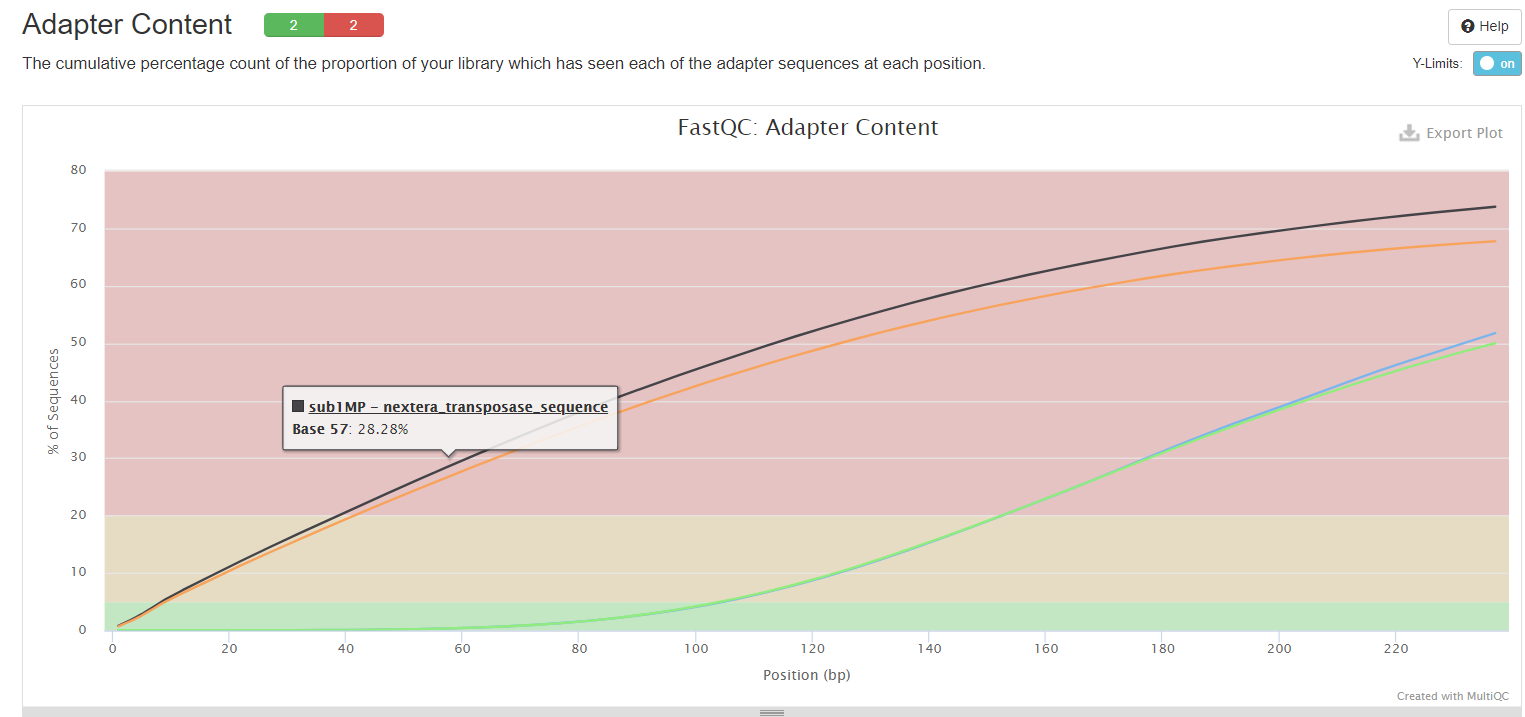 Adapter Content 2 2
Help
The cumulative percentage count of the proportion of your library which has seen each of the adapter sequences at each position.
Y-Limits: on
FastQC: Adapter Content
Export Plot
80
70
60
50
40
30
20
10
0
% of Sequences
sub1MP - nextera_transposase_sequence
Base 57: 28.28%
0 20 40 60 80 100 120 140 160 180 200 220
Position (bp)
Created with MultiQC